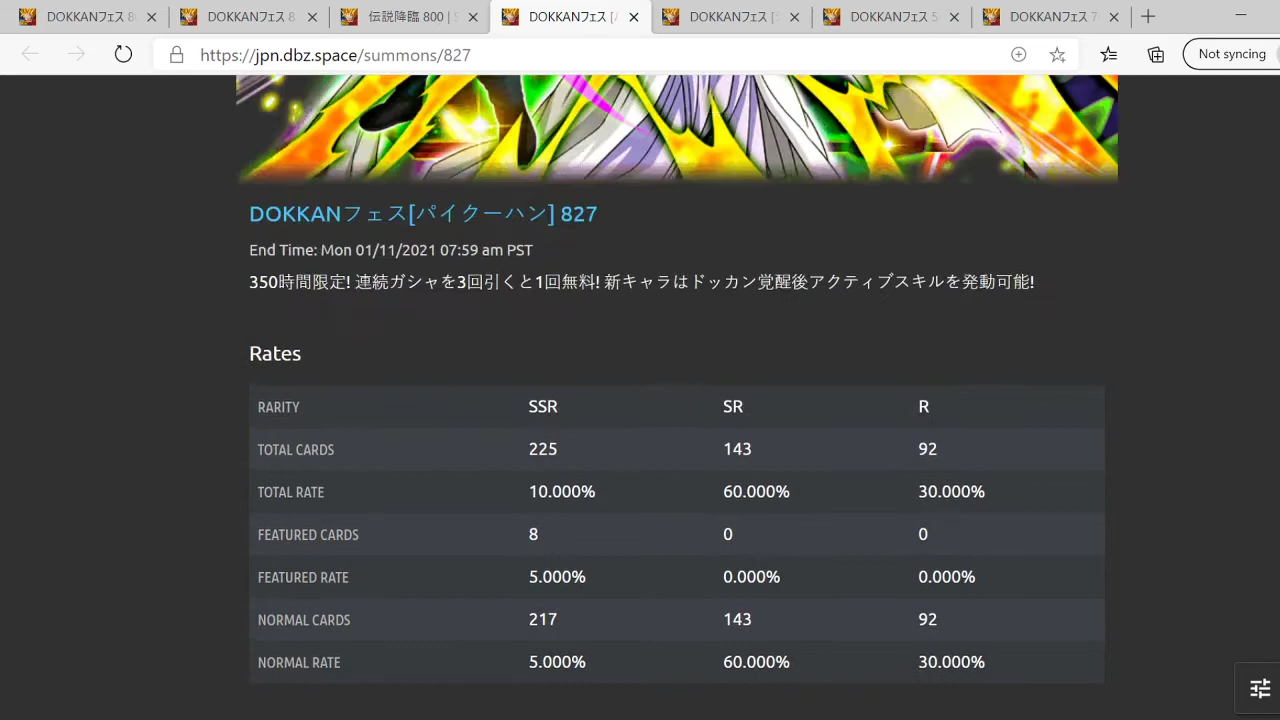 DOKKANフェス 8
DOKKANフェス 8
伝説降臨 800 | S
DOKKANフェス [パ
DOKKANフェス [S
DOKKANフェス 5
DOKKANフェス 7
https://jpn.dbz.space/summons/827
Not syncing
DOKKANフェス[パイクーハン] 827
End Time: Mon 01/11/2021 07:59 am PST
350時間限定! 連続ガシャを3回引くと1回無料! 新キャラはドッカン覚醒後アクティブスキルを発動可能!
Rates
RARITY SSR SR R
TOTAL CARDS 225 143 92
TOTAL RATE 10.000% 60.000% 30.000%
FEATURED CARDS 8 0 0
FEATURED RATE 5.000% 0.000% 0.000%
NORMAL CARDS 217 143 92
NORMAL RATE 5.000% 60.000% 30.000%